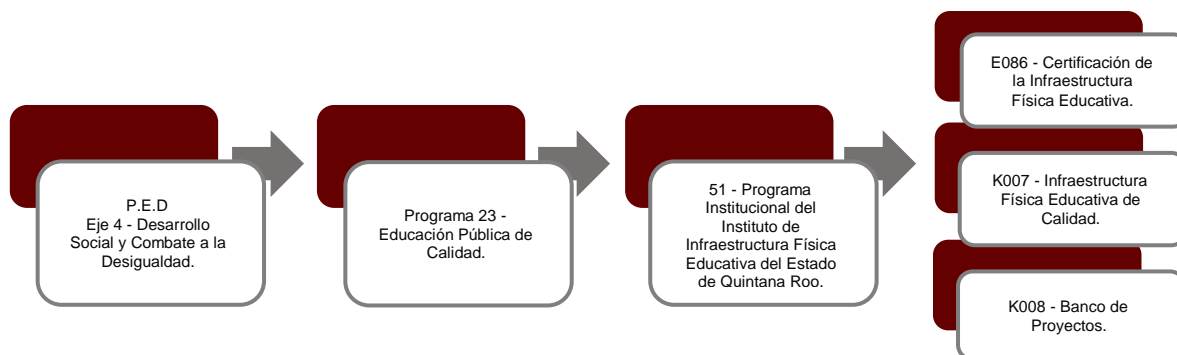 P.E.D
Eje 4 - Desarrollo
Social y Combate a la
Desigualdad.
Programa 23 -
Educación Pública de
Calidad.
51 - Programa
Institucional del
Instituto de
Infraestructura Física
Educativa del Estado
de Quintana Roo.
E086 - Certificación de
la Infraestructura
Física Educativa.
K007 - Infraestructura
Física Educativa de
Calidad.
K008 - Banco de
Proyectos.